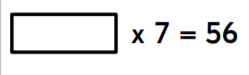 x 7 = 56